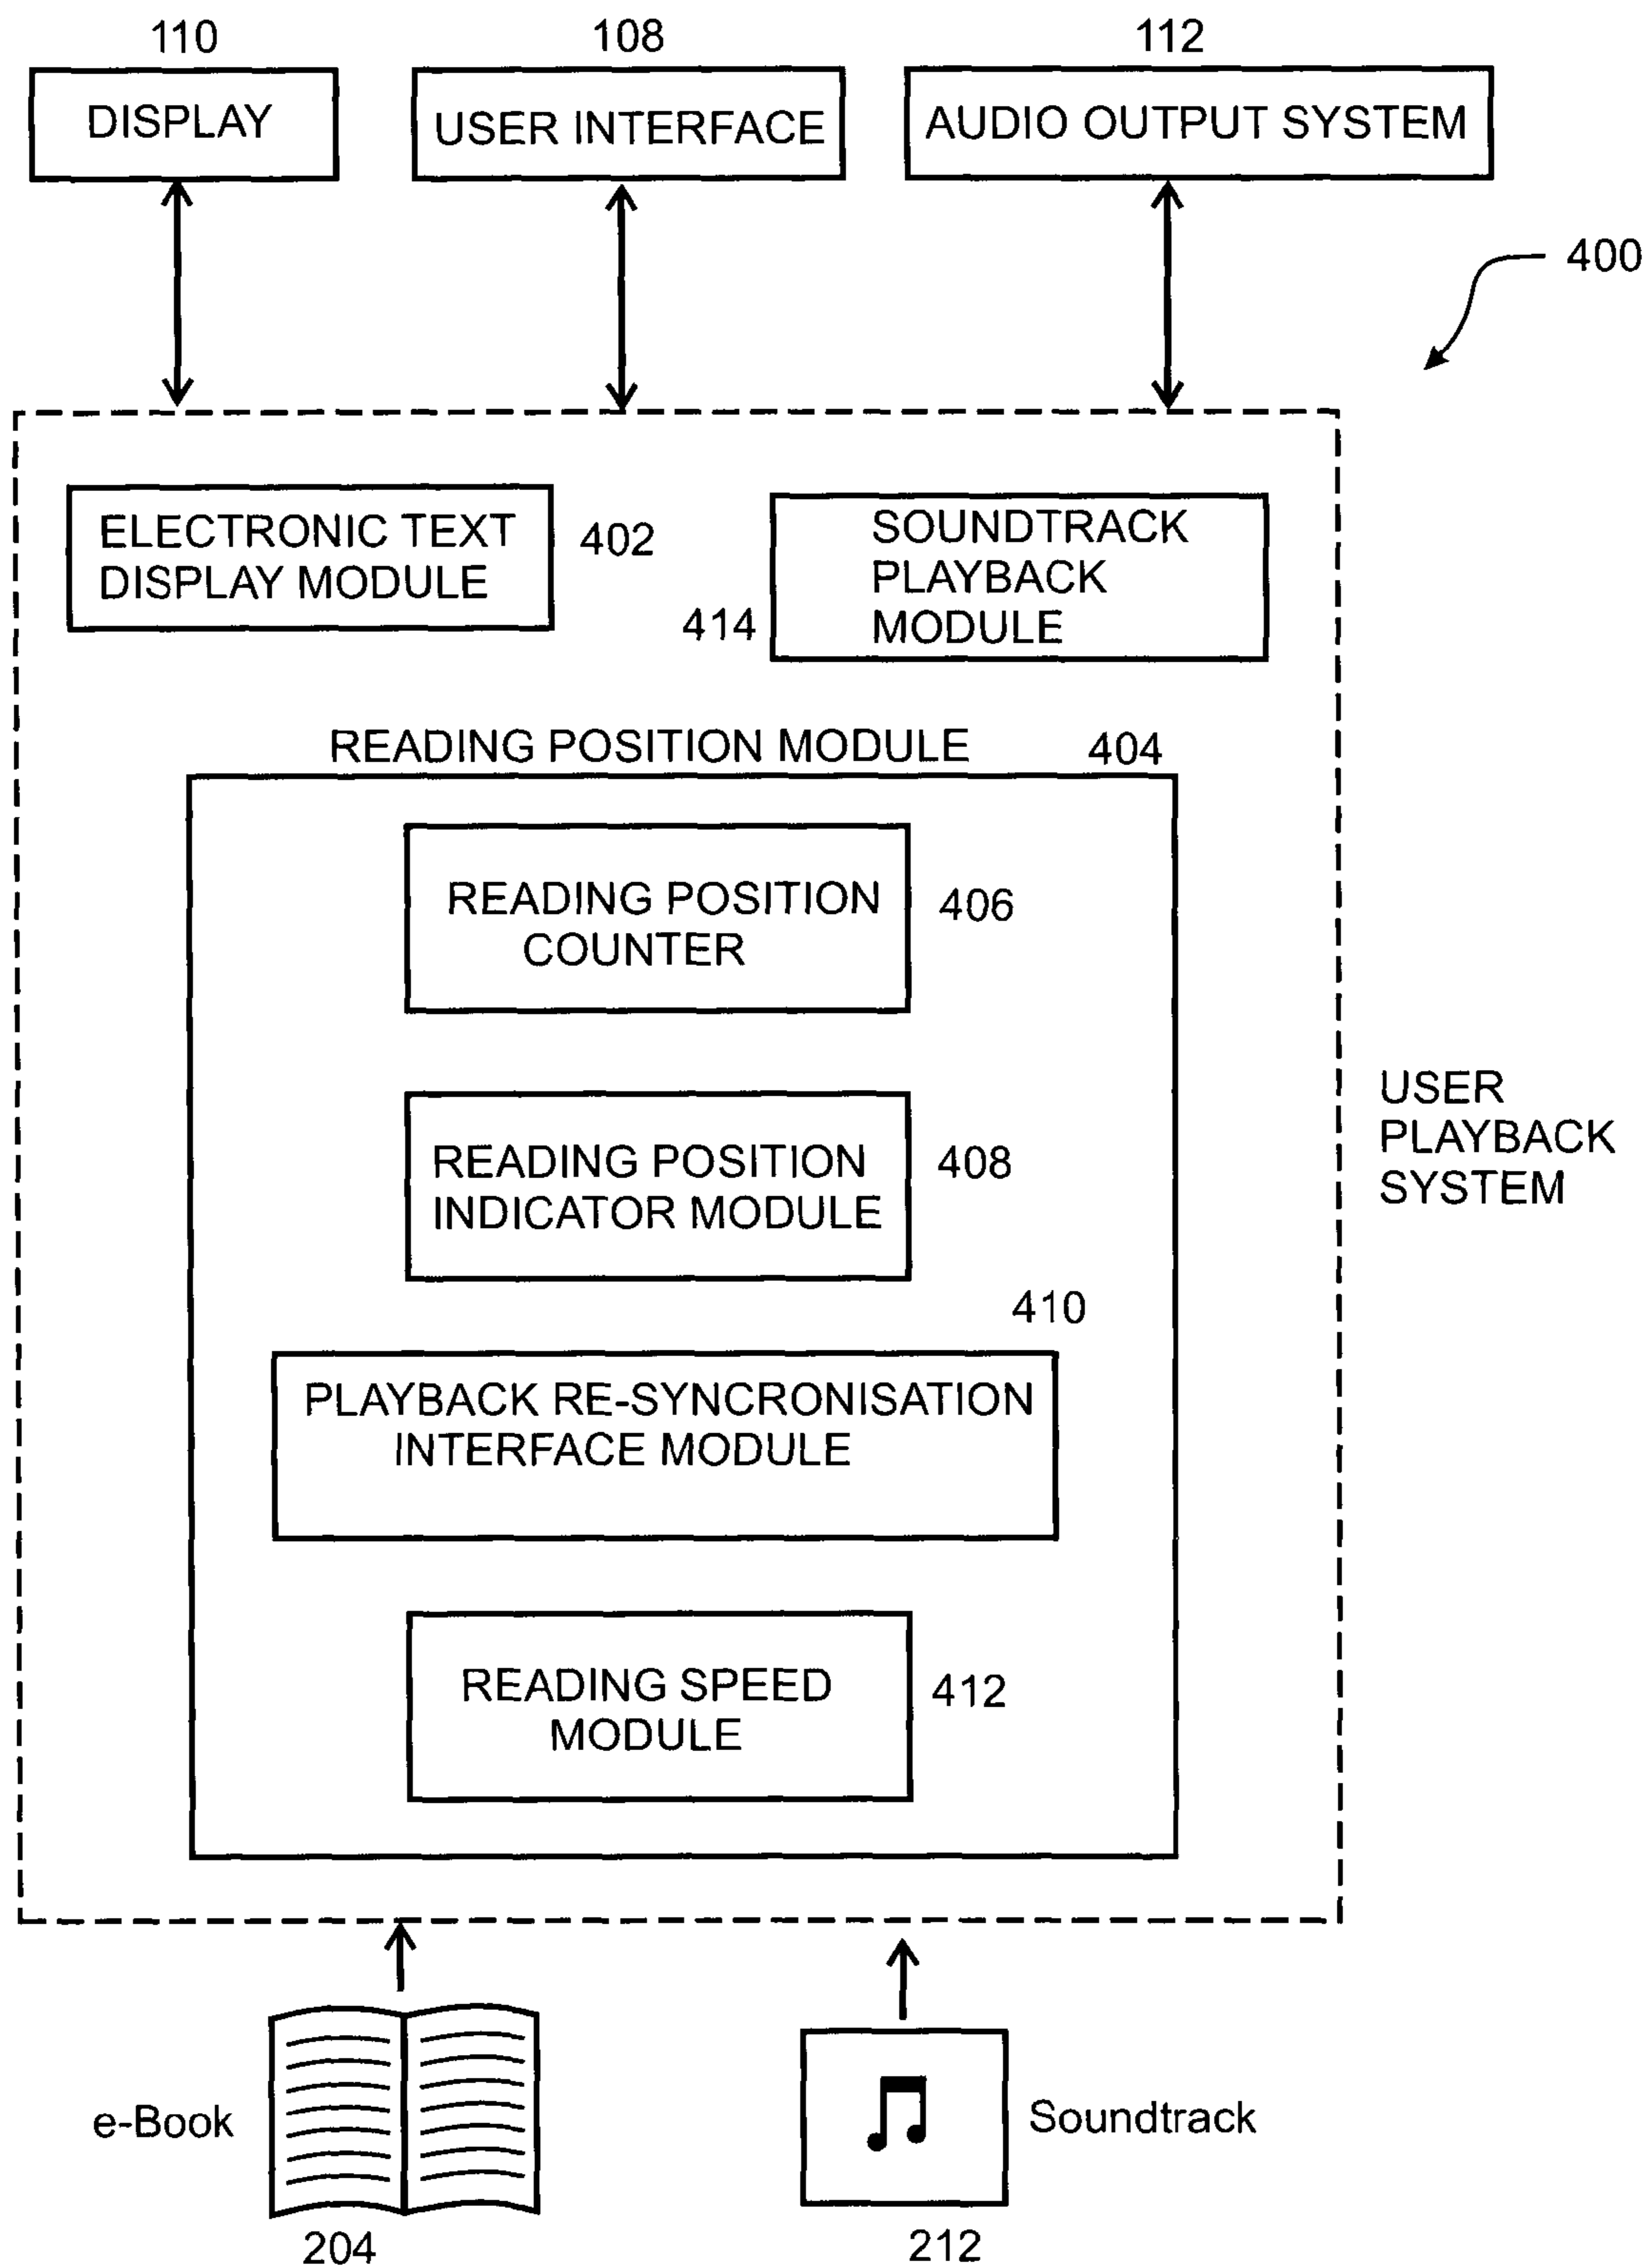 110
108
112
DISPLAY
USER INTERFACE
AUDIO OUTPUT SYSTEM
400
ELECTRONIC TEXT
DISPLAY MODULE
402
SOUNDTRACK
PLAYBACK
MODULE
414
READING POSITION MODULE
404
READING POSITION
COUNTER
406
READING POSITION
INDICATOR MODULE
408
USER
PLAYBACK
SYSTEM
410
PLAYBACK RE-SYNCRONISATION
INTERFACE MODULE
READING SPEED
MODULE
412
e-Book
204
Soundtrack
212